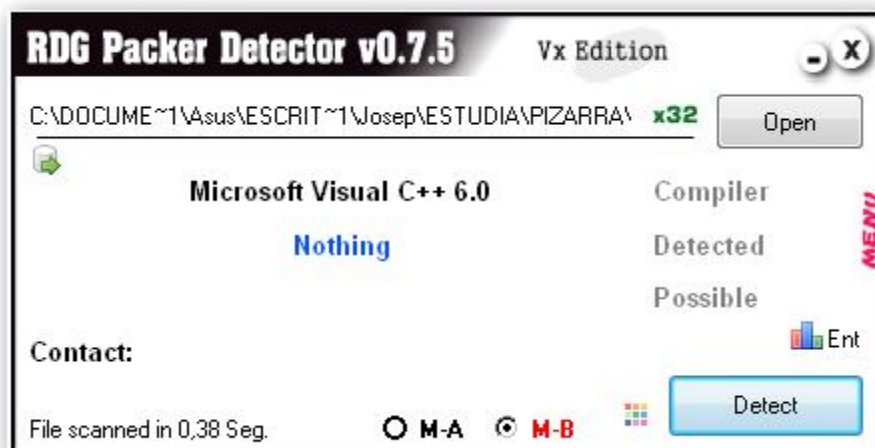 RDG Packer Detector v0.7.5 Vx Edition - X
C:\DOCUME~1\Asus\ESCRIT~1\Josep\ESTUDIA\PIZARRA\ x32 Open
Microsoft Visual C++ 6.0 Compiler
MENU
Nothing Detected
Possible
Ent
Contact:
Detect
File scanned in 0,38 Seg. M-A M-B